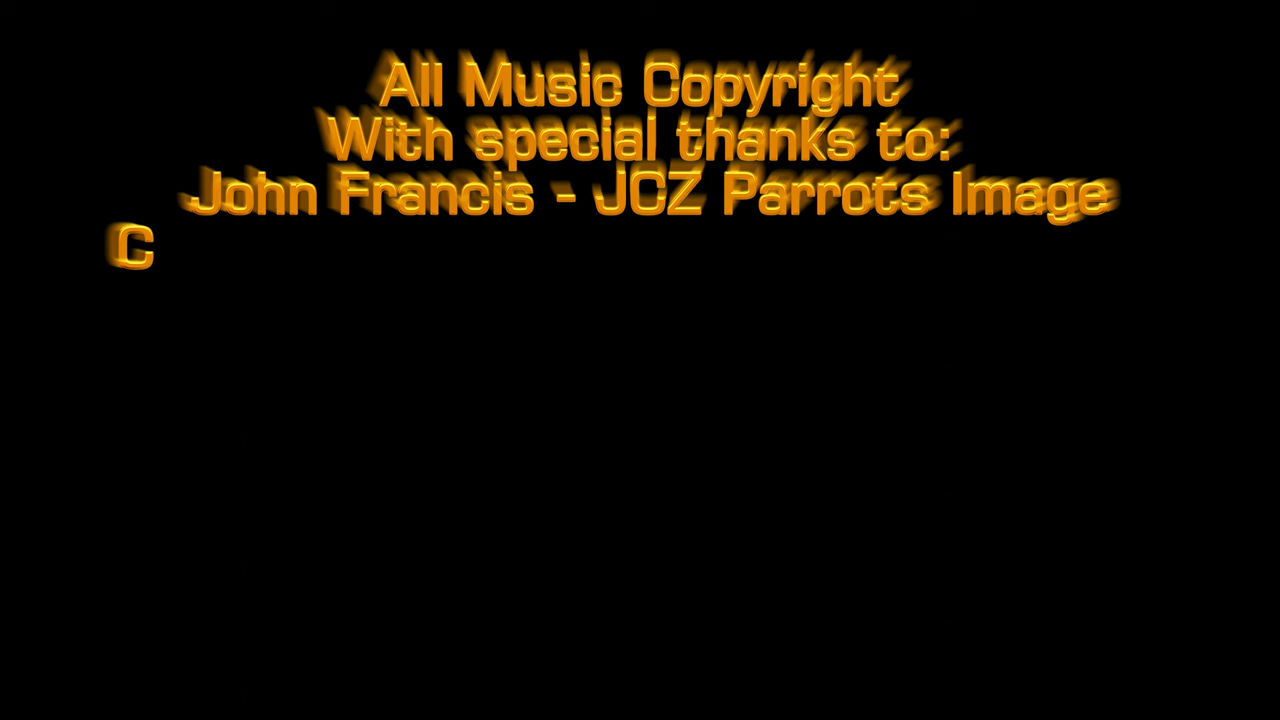 All Music Copyright
With special thanks to:
John Francis - JCZ Parrots Image
C